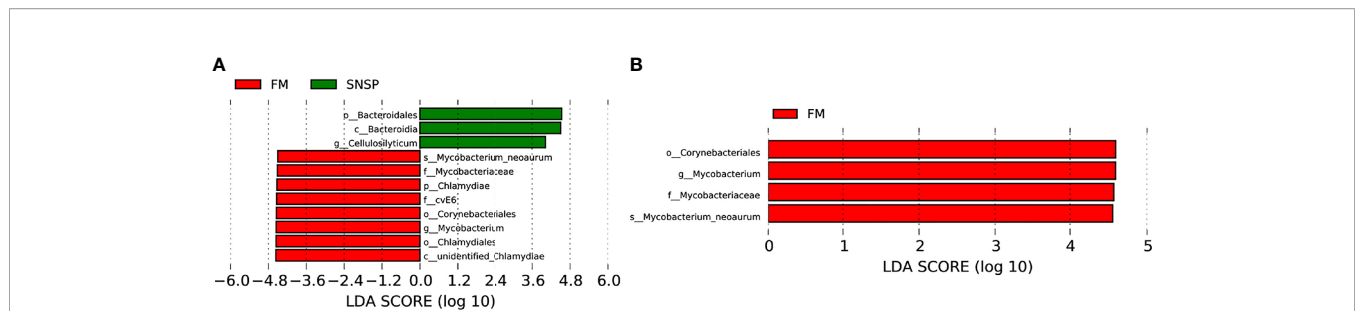 A
FM SNSP
o__Bacteroidales
c__Bacteroidia
g__Cellulosilyticum
s__Mycobacterium_neoaurum
f__Mycobacteriaceae
p__Chlamydiae
f__cvE6
o__Corynebacteriales
g__Mycobacterium
o__Chlamydiales
c__unidentified_Chlamydiae
−6.0 −4.8 −3.6 −2.4 −1.2 0.0 1.2 2.4 3.6 4.8 6.0
LDA SCORE (log 10)
B
FM
o__Corynebacteriales
g__Mycobacterium
f__Mycobacteriaceae
s__Mycobacterium_neoaurum
0 1 2 3 4 5
LDA SCORE (log 10)